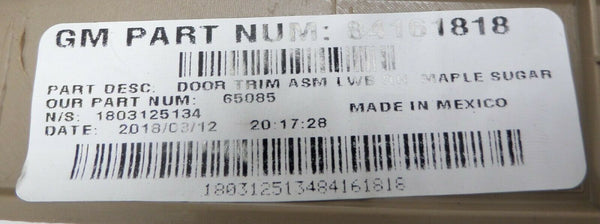 GM PART NUM: 84161818
PART DESC. DOOR TRIM ASM LWB MAPLE SUGAR
OUR PART NUM: 65085
N/S: 1803125134
MADE IN MEXICO
DATE: 2018/03/12 20:17:28
180312513484161818